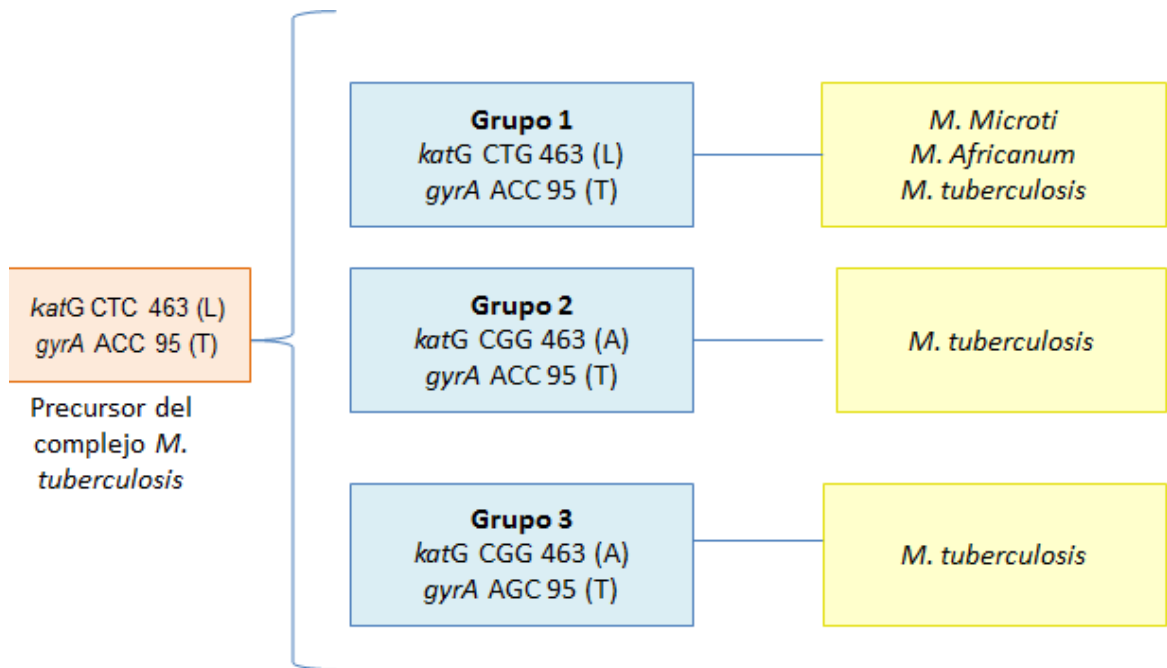 katG CTC 463 (L)
gyrA ACC 95 (T)
Precursor del
complejo M.
tuberculosis
Grupo 1
katG CTG 463 (L)
gyrA ACC 95 (T)
M. Microti
M. Africanum
M. tuberculosis
Grupo 2
katG CGG 463 (A)
gyrA ACC 95 (T)
M. tuberculosis
Grupo 3
katG CGG 463 (A)
gyrA AGC 95 (T)
M. tuberculosis